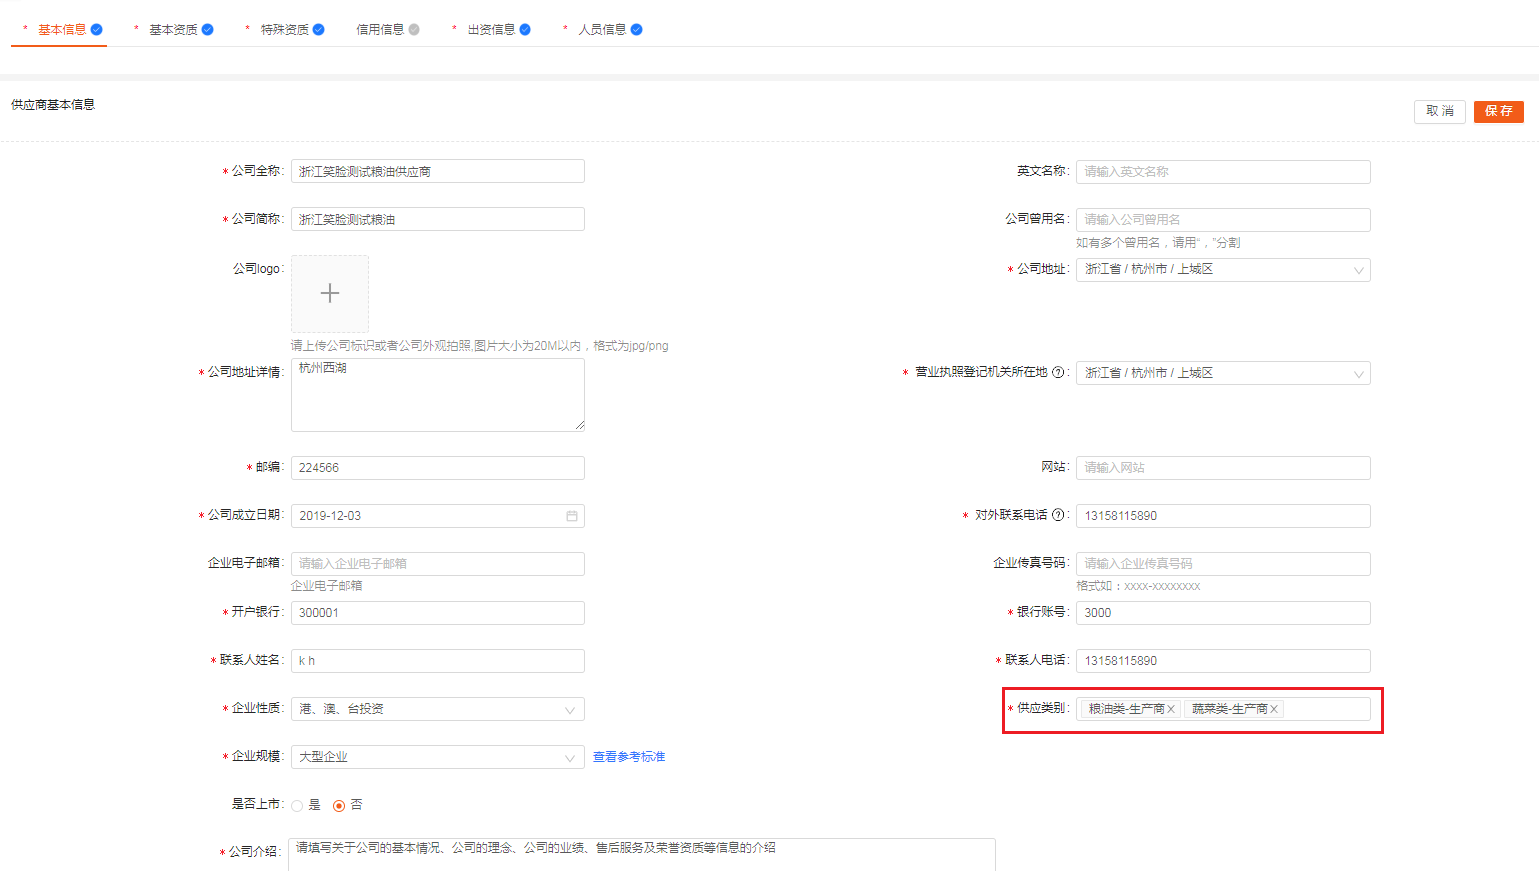 * 基本信息 * 基本资质 * 特殊资质 信用信息 * 出资信息 * 人员信息
供应商基本信息
取 消 保 存
* 公司全称: 浙江笑脸测试粮油供应商 英文名称: 请输入英文名称
* 公司简称: 浙江笑脸测试粮油 公司曾用名: 请输入公司曾用名
如有多个曾用名，请用“，”分割
公司logo: * 公司地址: 浙江省 / 杭州市 / 上城区
请上传公司标识或者公司外观拍照,图片大小为20M以内，格式为jpg/png
* 公司地址详情: 杭州西湖 * 营业执照登记机关所在地 ? : 浙江省 / 杭州市 / 上城区
* 邮编: 224566 网站: 请输入网站
* 公司成立日期: 2019-12-03 * 对外联系电话 ? : 13158115890
企业电子邮箱: 请输入企业电子邮箱 企业传真号码: 请输入企业传真号码
企业电子邮箱 格式如：xxxx-xxxxxxxx
* 开户银行: 300001 * 银行账号: 3000
* 联系人姓名: k h * 联系人电话: 13158115890
* 企业性质: 港、澳、台投资 * 供应类别: 粮油类-生产商 X 蔬菜类-生产商 X
* 企业规模: 大型企业 查看参考标准
是否上市: 是 否
* 公司介绍: 请填写关于公司的基本情况、公司的理念、公司的业绩、售后服务及荣誉资质等信息的介绍